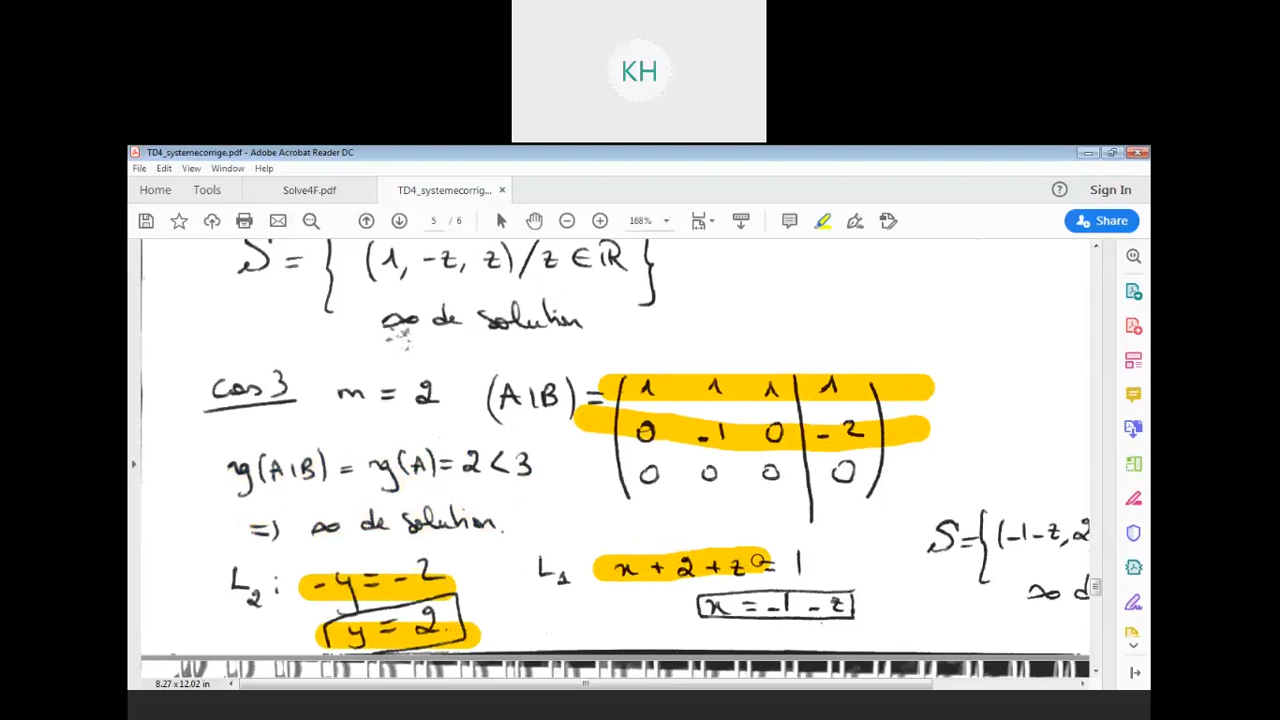 KH
TD4_systemecorrige.pdf - Adobe Acrobat Reader DC
File Edit View Window Help
Home Tools Solve4F.pdf TD4_systemecorrig... × Sign In
5 / 6 168% Share
S = { (1, -z, z) / z ∈ ℝ }
∞ de solution
cas 3 m = 2 (A|B) = ( 1 1 1 | 1
0 -1 0 | -2
0 0 0 | 0 )
rg(A|B) = rg(A) = 2 < 3
=> ∞ de solution.
S = { (-1-z, 2
L2 : -y = -2
L1 x + 2 + z = 1
∞ d
y = 2
x = -1 - z
8.27 x 12.02 in